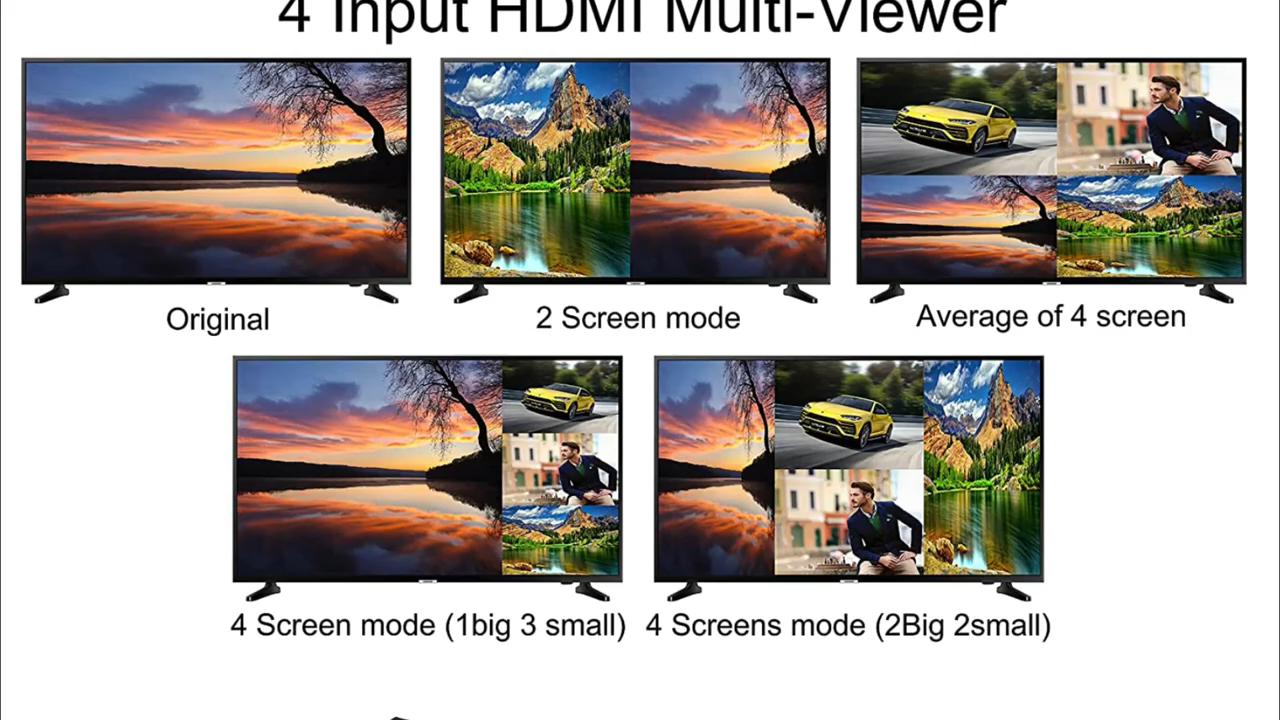 4 Input HDMI Multi-Viewer
Original
2 Screen mode
Average of 4 screen
4 Screen mode (1big 3 small)
4 Screens mode (2Big 2small)